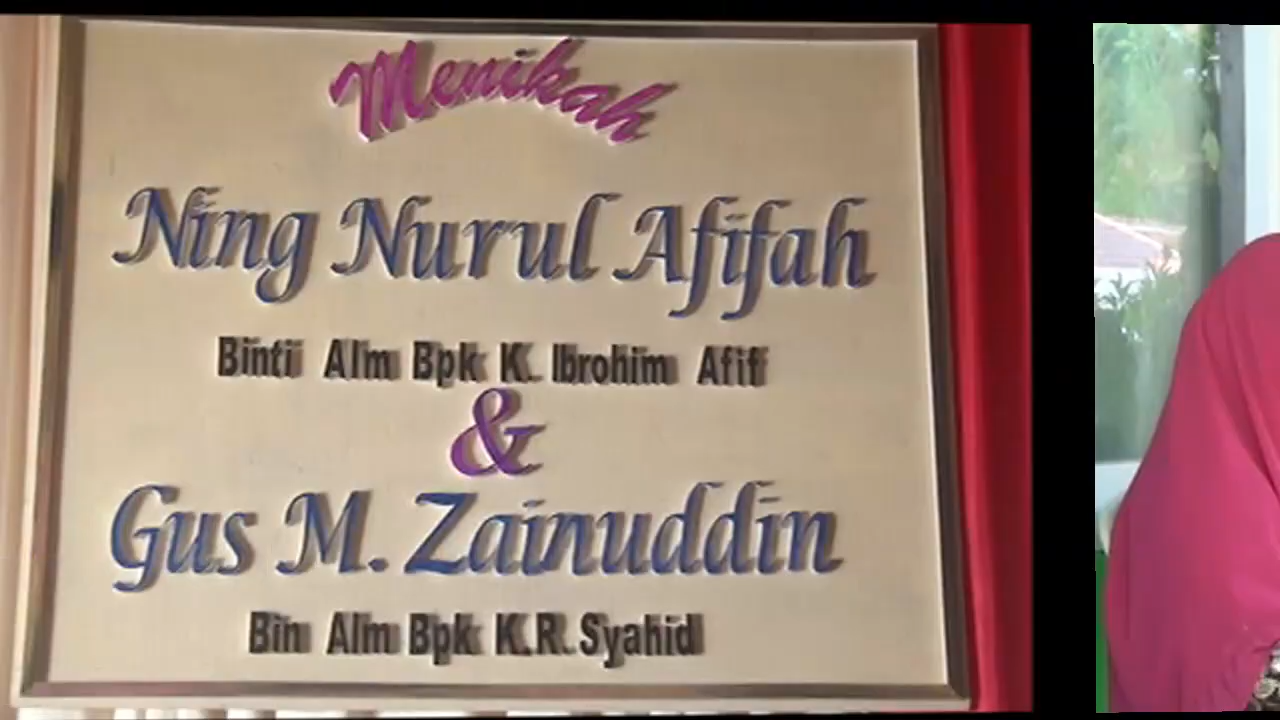 Menikah
Ning Nurul Afifah
Binti Alm Bpk K. Ibrohim Afif
&
Gus M. Zainuddin
Bin Alm Bpk K.R. Syahid